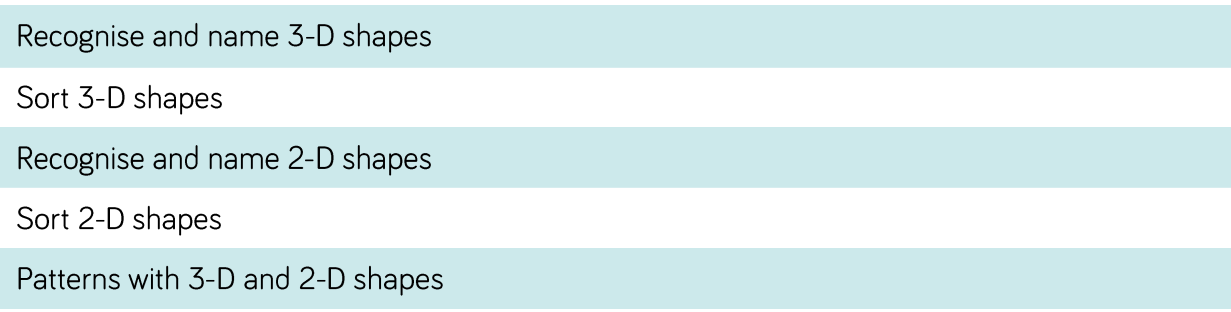 Recognise and name 3-D shapes
Sort 3-D shapes
Recognise and name 2-D shapes
Sort 2-D shapes
Patterns with 3-D and 2-D shapes